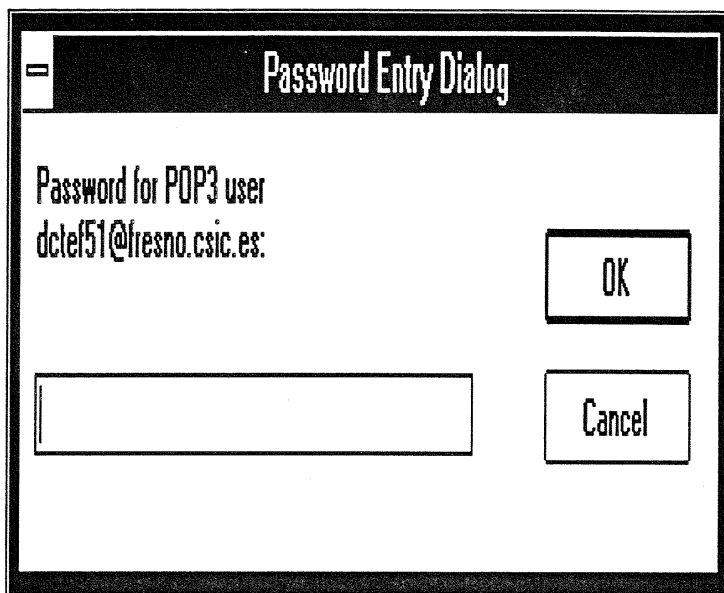 Password Entry Dialog
Password for POP3 user
dctef51@fresno.csic.es:
OK
Cancel